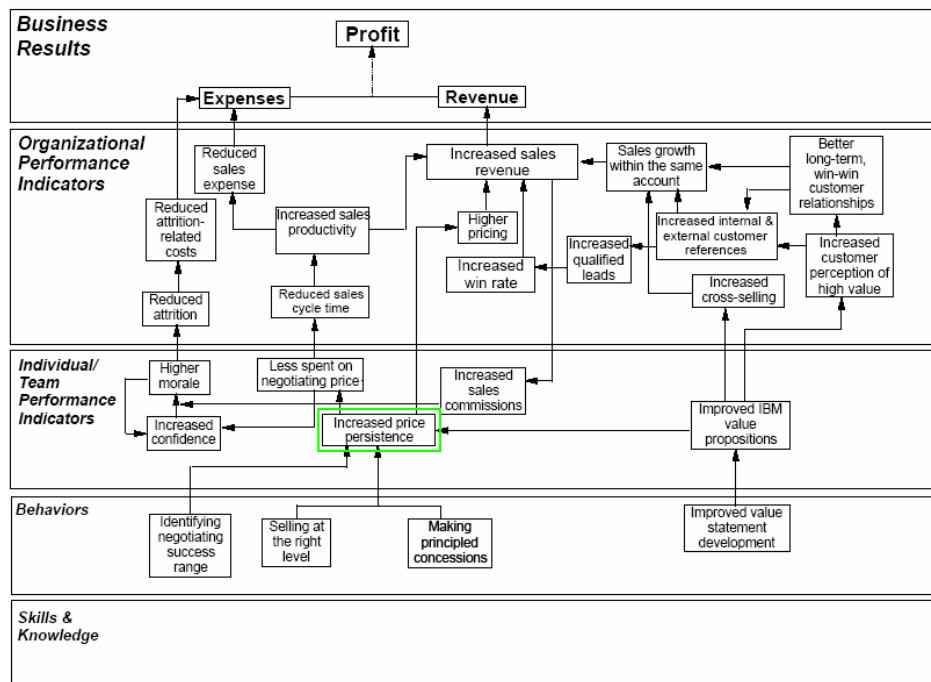 Business
Results
Profit
Expenses
Revenue
Organizational
Performance
Indicators
Reduced
sales
expense
Increased sales
revenue
Sales growth
within the same
account
Better
long-term,
win-win
customer
relationships
Reduced
attrition-
related
costs
Increased sales
productivity
Higher
pricing
Increased internal &
external customer
references
Increased
qualified
leads
Increased
customer
perception of
high value
Increased
win rate
Increased
cross-selling
Reduced
attrition
Reduced sales
cycle time
Individual/
Team
Performance
Indicators
Higher
morale
Less spent on
negotiating price
Increased
sales
commissions
Increased
confidence
Increased price
persistence
Improved IBM
value
propositions
Behaviors
Identifying
negotiating
success
range
Selling at
the right
level
Making
principled
concessions
Improved value
statement
development
Skills &
Knowledge